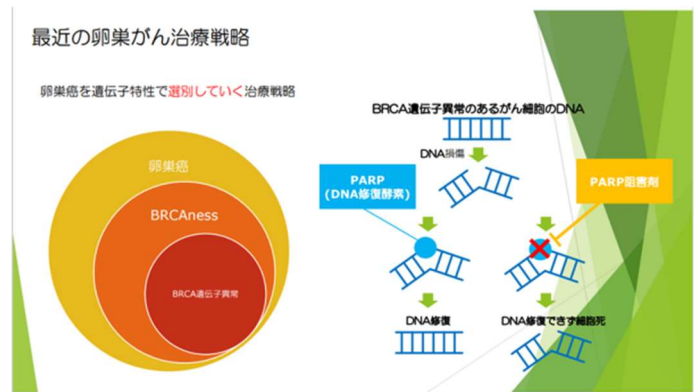 最近の卵巣がん治療戦略
卵巣癌を遺伝子特性で選別していく治療戦略
卵巣癌
BRCAness
BRCA遺伝子異常
BRCA遺伝子異常のあるがん細胞のDNA
DNA損傷
PARP
(DNA修復酵素)
PARP阻害剤
DNA修復
DNA修復できず細胞死